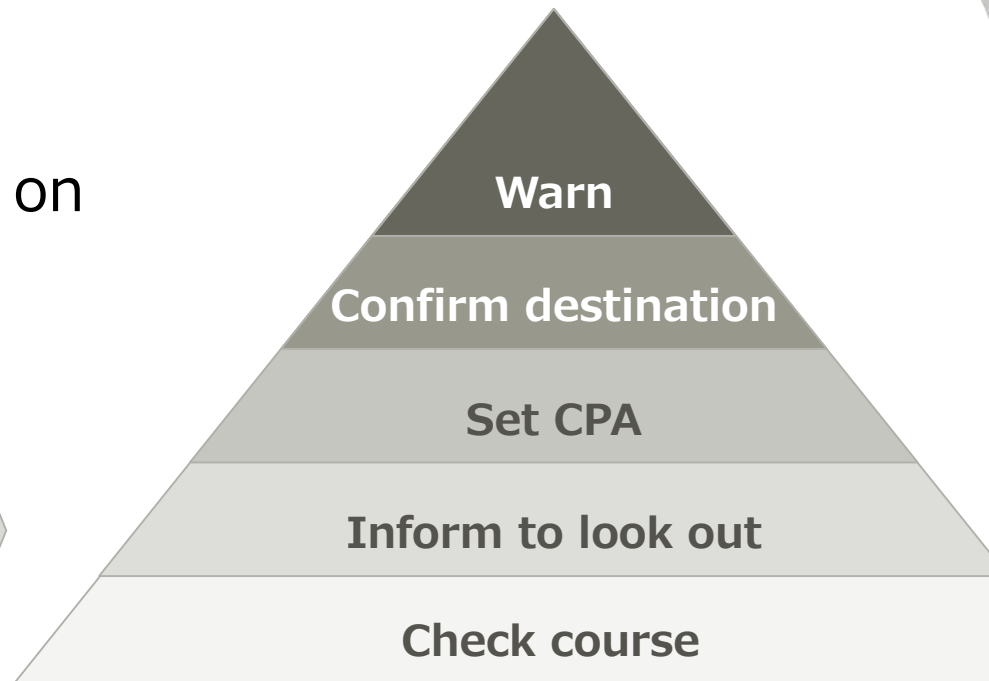 on
Warn
Confirm destination
Set CPA
Inform to look out
Check course